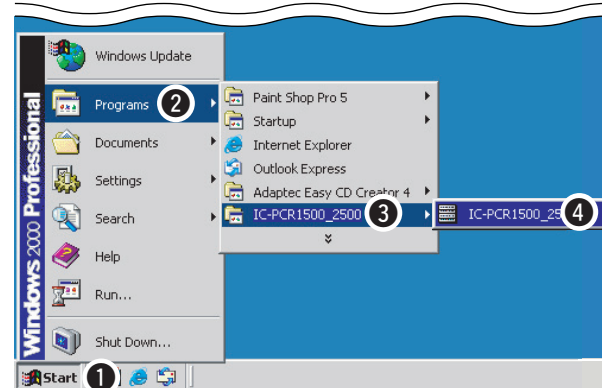 Windows 2000 Professional
Windows Update
Programs 2
Documents
Settings
Search
Help
Run...
Shut Down...
Paint Shop Pro 5
Startup
Internet Explorer
Outlook Express
Adaptec Easy CD Creator 4
IC-PCR1500_2500 3
IC-PCR1500_25 4
Start 1